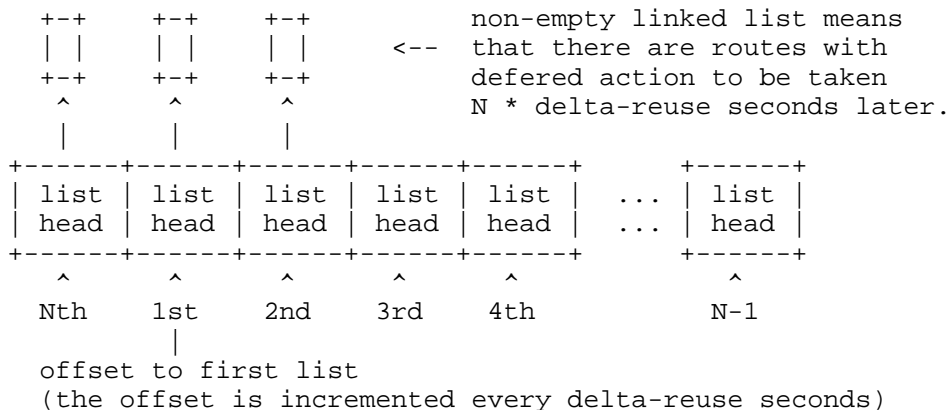 +-+     +-+     +-+            non-empty linked list means
| |     | |     | |      <--   that there are routes with
+-+     +-+     +-+            defered action to be taken
^       ^       ^              N * delta-reuse seconds later.
|       |       |
+------+------+------+------+------+      +------+
| list | list | list | list | list | ...  | list |
| head | head | head | head | head | ...  | head |
+------+------+------+------+------+      +------+
^       ^       ^       ^       ^               ^
Nth     1st     2nd     3rd     4th             N-1
|
offset to first list
(the offset is incremented every delta-reuse seconds)